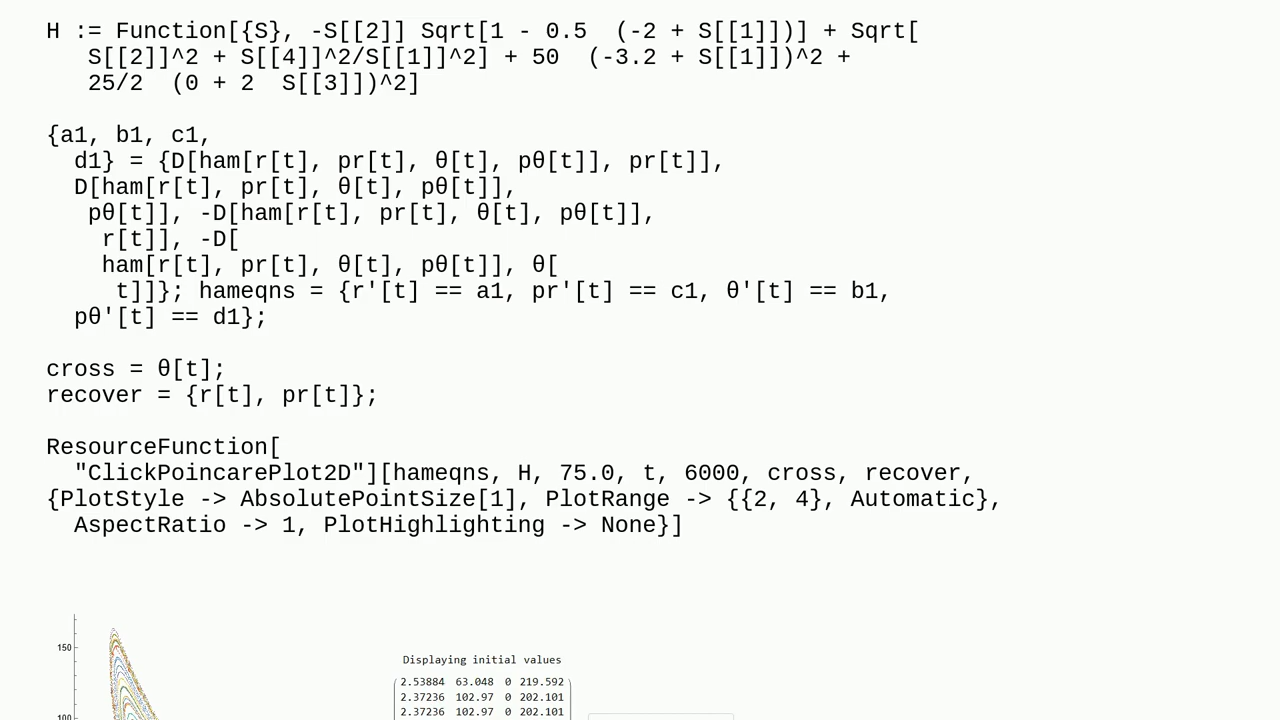 H := Function[{S}, -S[[2]] Sqrt[1 - 0.5  (-2 + S[[1]])] + Sqrt[
S[[2]]^2 + S[[4]]^2/S[[1]]^2] + 50  (-3.2 + S[[1]])^2 +
25/2  (0 + 2  S[[3]])^2]
{a1, b1, c1,
d1} = {D[ham[r[t], pr[t], θ[t], pθ[t]], pr[t]],
D[ham[r[t], pr[t], θ[t], pθ[t]],
pθ[t]], -D[ham[r[t], pr[t], θ[t], pθ[t]],
r[t]], -D[
ham[r[t], pr[t], θ[t], pθ[t]], θ[
t]]}; hameqns = {r'[t] == a1, pr'[t] == c1, θ'[t] == b1,
pθ'[t] == d1};
cross = θ[t];
recover = {r[t], pr[t]};
ResourceFunction[
"ClickPoincarePlot2D"][hameqns, H, 75.0, t, 6000, cross, recover,
{PlotStyle -> AbsolutePointSize[1], PlotRange -> {{2, 4}, Automatic},
AspectRatio -> 1, PlotHighlighting -> None}]
150
100
Displaying initial values
2.53884 63.048 0 219.592
2.37236 102.97 0 202.101
2.37236 102.97 0 202.101